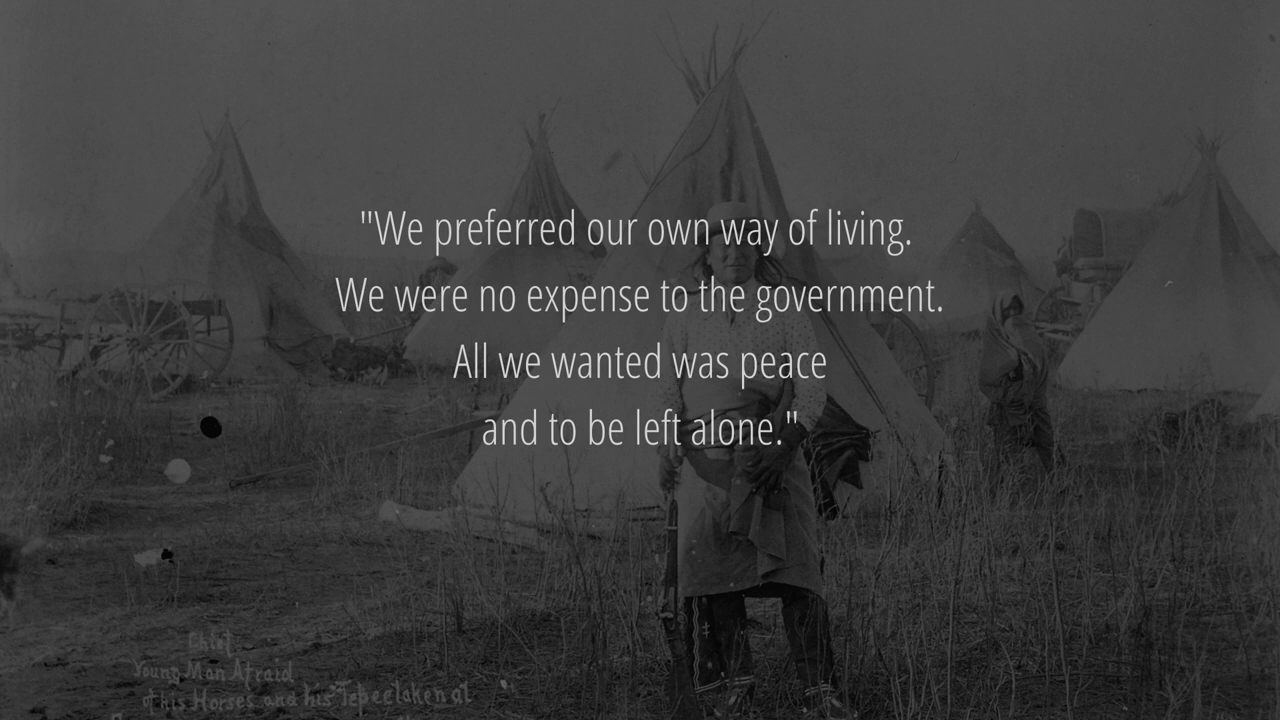 "We preferred our own way of living.
We were no expense to the government.
All we wanted was peace
and to be left alone."
Chief
Young Man Afraid
of his Horses and his Tepee taken at